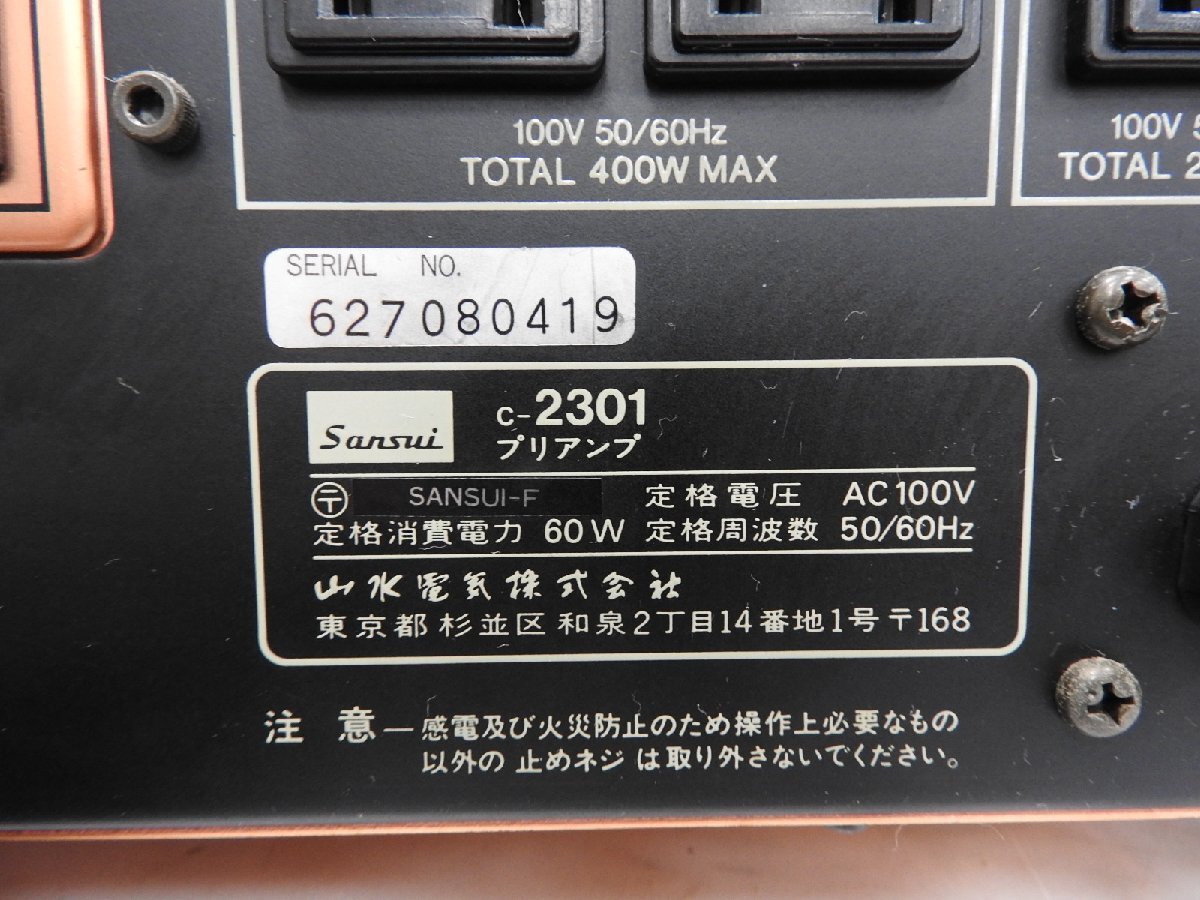 100V 50/60Hz
TOTAL 400W MAX
100V 5
TOTAL 2
SERIAL NO.
627080419
Sansui
C-2301
プリアンプ
〒 SANSUI-F 定格電圧 AC100V
定格消費電力 60W 定格周波数 50/60Hz
山水電気株式会社
東京都杉並区和泉2丁目14番地1号〒168
注意—感電及び火災防止のため操作上必要なもの
以外の 止めネジ は取り外さないでください。